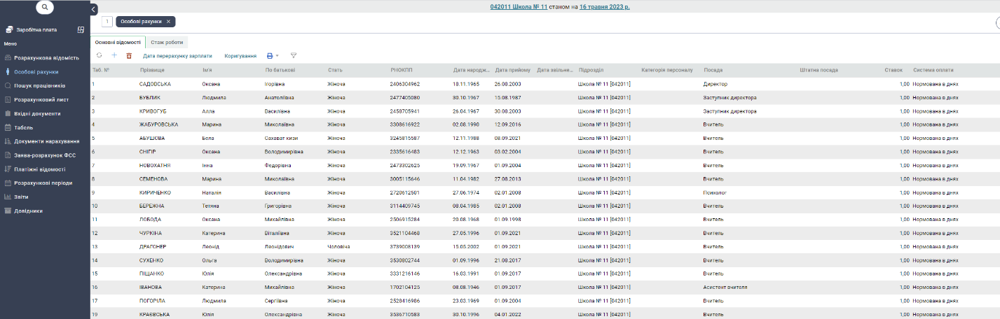 042011 Школа № 11 станом на 16 травня 2023 р.
1 Особові рахунки ×
Заробітна плата
Меню
Розрахункова відомість
Особові рахунки
Пошук працівників
Розрахунковий лист
Вхідні документи
Табель
Документи нарахування
Заява-розрахунок ФСС
Платіжні відомості
Розрахункові періоди
Звіти
Довідники
Основні відомості Стаж роботи
Дата перерахунку зарплати Коригування
Таб. № Прізвище Ім'я По батькові Стать РНОКПП Дата народж... Дата прийому Дата звільне... Підрозділ Категорія персоналу Посада Штатна посада Ставок Система оплати
1 САДОВСЬКА Оксана Ігорівна Жіноча 2406304962 18.11.1965 26.08.2003 Школа № 11 [042011] Директор 1,00 Нормована в днях
2 БУБЛИК Людмила Анатоліївна Жіноча 2477405080 30.10.1967 15.08.1987 Школа № 11 [042011] Заступник директора 1,00 Нормована в днях
3 КРИВОГУБ Алла Василівна Жіноча 2458705941 26.04.1967 30.08.2003 Школа № 11 [042011] Заступник директора 1,00 Нормована в днях
4 ЖАБУРОВСЬКА Марина Миколаївна Жіноча 3308616922 02.08.1990 12.09.2016 Школа № 11 [042011] Вчитель 1,00 Нормована в днях
5 АБУШОВА Бела Сахават кизи Жіноча 3245815587 12.11.1988 08.09.2021 Школа № 11 [042011] Вчитель 1,00 Нормована в днях
6 СНІГІР Оксана Володимирівна Жіноча 2335616483 12.12.1963 03.02.2004 Школа № 11 [042011] Вчитель 1,00 Нормована в днях
7 НОВОХАТНЯ Інна Федорівна Жіноча 2473302625 19.09.1967 01.09.2004 Школа № 11 [042011] Вчитель 1,00 Нормована в днях
8 СЕМЕНОВА Марина Миколаївна Жіноча 3005115646 11.04.1982 27.08.2013 Школа № 11 [042011] Вчитель 1,00 Нормована в днях
9 КИРИЧЕНКО Наталія Василівна Жіноча 2720612501 27.06.1974 02.01.2008 Школа № 11 [042011] Психолог 1,00 Нормована в днях
10 БЕРЕЖНА Тетяна Григорівна Жіноча 3114409745 08.04.1985 02.01.2008 Школа № 11 [042011] Вчитель 1,00 Нормована в днях
11 ЛОБОДА Оксана Михайлівна Жіноча 2506915284 20.08.1968 01.09.1998 Школа № 11 [042011] Вчитель 1,00 Нормована в днях
12 ЧУРКІНА Катерина Віталіївна Жіноча 3521104468 27.05.1996 01.09.2021 Школа № 11 [042011] Вчитель 1,00 Нормована в днях
13 ДРАГОНЕР Леонід Леонідович Чоловіча 3739008139 15.05.2002 01.09.2021 Школа № 11 [042011] Вчитель 1,00 Нормована в днях
14 СУХЕНКО Ольга Володимирівна Жіноча 3530802744 01.09.1996 21.08.2017 Школа № 11 [042011] Вчитель 1,00 Нормована в днях
15 ПІЩАНКО Юлія Олександрівна Жіноча 3331216146 16.03.1991 01.09.2017 Школа № 11 [042011] Вчитель 1,00 Нормована в днях
16 ІВАНОВА Катерина Михайлівна Жіноча 1702104125 08.08.1946 01.09.2017 Школа № 11 [042011] Асистент вчителя 1,00 Нормована в днях
17 ПОГОРІЛА Людмила Сергіївна Жіноча 2528416986 23.03.1969 01.09.2004 Школа № 11 [042011] Вчитель 1,00 Нормована в днях
19 КРАЄВСЬКА Юлія Олександрівна Жіноча 3536710583 30.10.1996 04.01.2022 Школа № 11 [042011] Вчитель 1,00 Нормована в днях